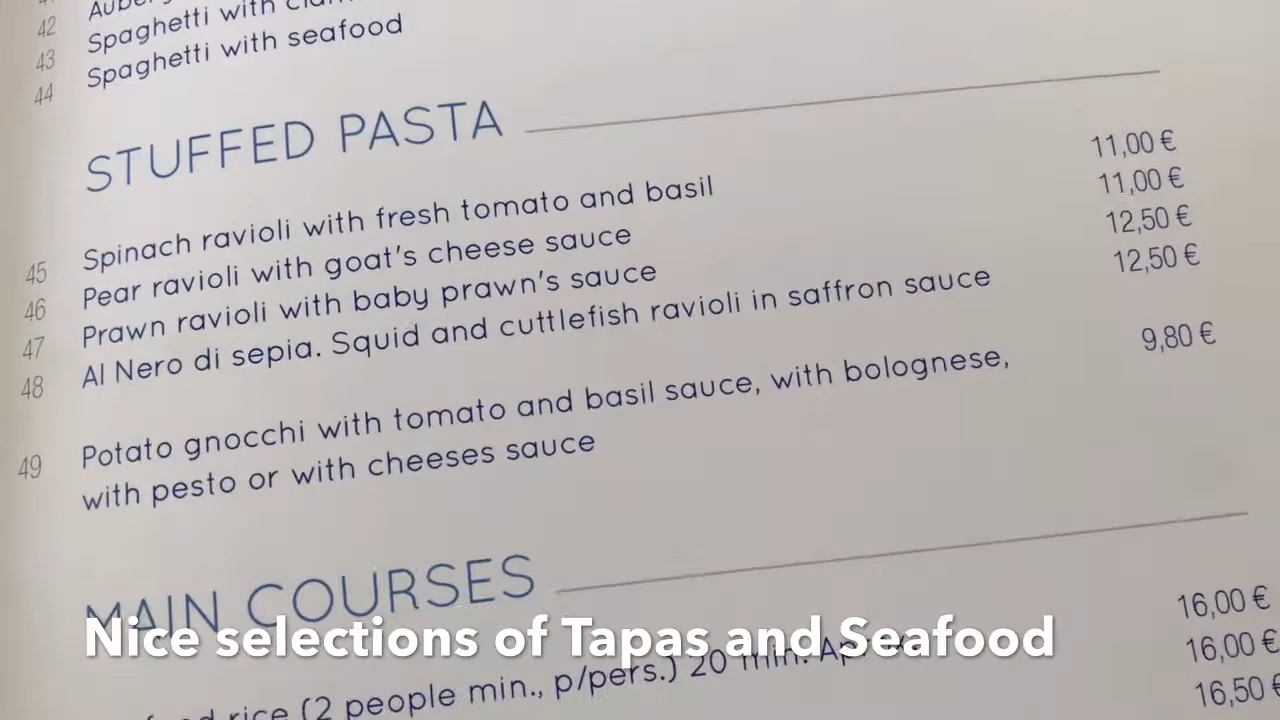 42
43 Spaghetti with
44 Spaghetti with seafood
STUFFED PASTA
45 Spinach ravioli with fresh tomato and basil 11,00 €
46 Pear ravioli with goat's cheese sauce 11,00 €
47 Prawn ravioli with baby prawn's sauce 12,50 €
48 Al Nero di sepia. Squid and cuttlefish ravioli in saffron sauce 12,50 €
49 Potato gnocchi with tomato and basil sauce, with bolognese, 9,80 €
with pesto or with cheeses sauce
MAIN COURSES
Nice selections of Tapas and Seafood
rice (2 people min., p/pers.) 20 min. 16,00 €
16,00 €
16,50 €